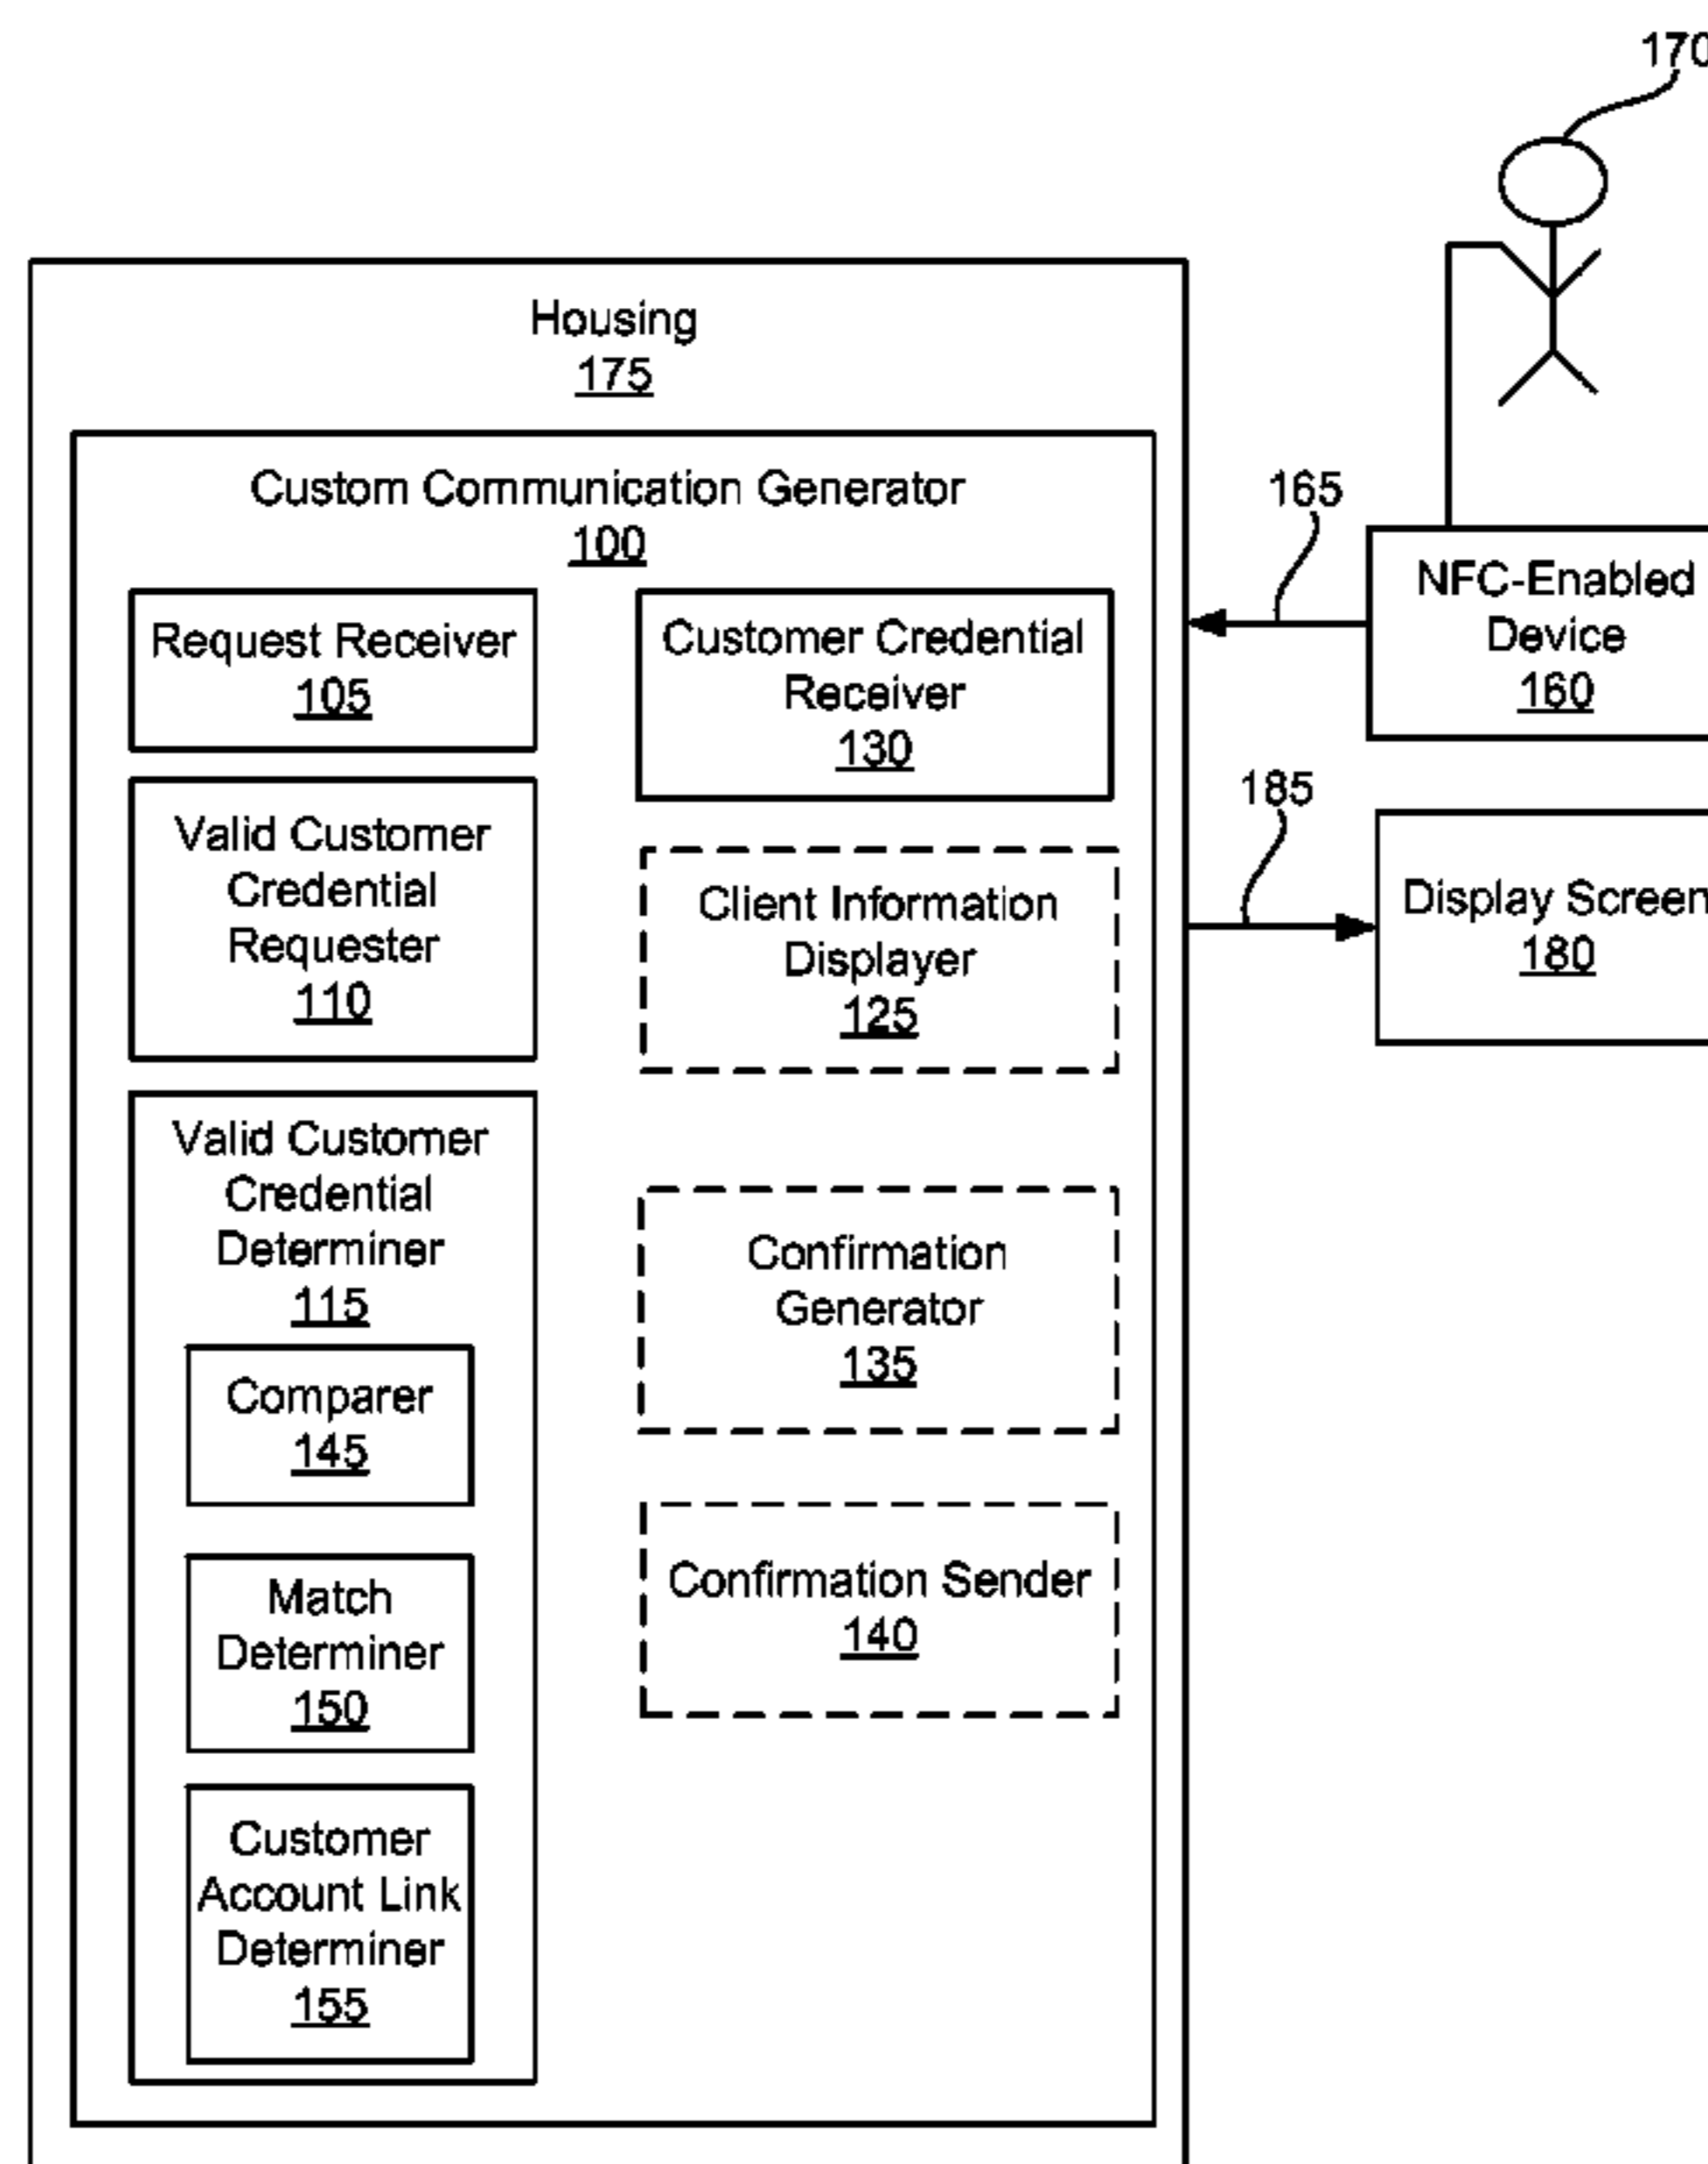 170
Housing
175
Custom Communication Generator
100
165
Request Receiver
105
Customer Credential
Receiver
130
NFC-Enabled
Device
160
Valid Customer
Credential
Requester
110
Client Information
Displayer
125
185
Display Screen
180
Valid Customer
Credential
Determiner
115
Comparer
145
Match
Determiner
150
Customer
Account Link
Determiner
155
Confirmation
Generator
135
Confirmation Sender
140